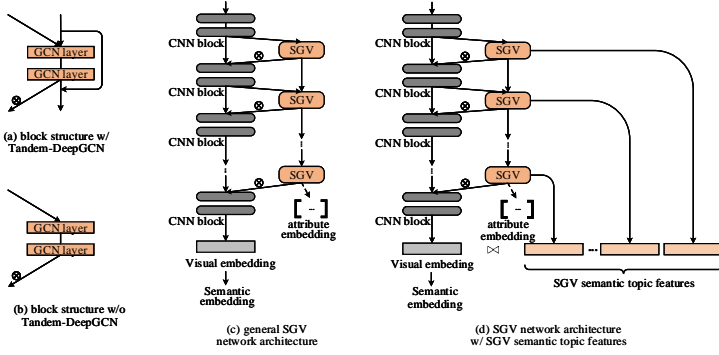 GCN layer
GCN layer
(a) block structure w/
Tandem-DeepGCN
GCN layer
GCN layer
(b) block structure w/o
Tandem-DeepGCN
CNN block
SGV
CNN block
SGV
CNN block
SGV
CNN block
[ ··· ]
attribute
embedding
Visual embedding
Semantic
embedding
(c) general SGV
network architecture
CNN block
SGV
CNN block
SGV
CNN block
SGV
CNN block
[ ··· ]
attribute
embedding
···
Visual embeding
SGV semantic topic features
Semantic
embedding
(d) SGV network architecture
w/ SGV semantic topic features